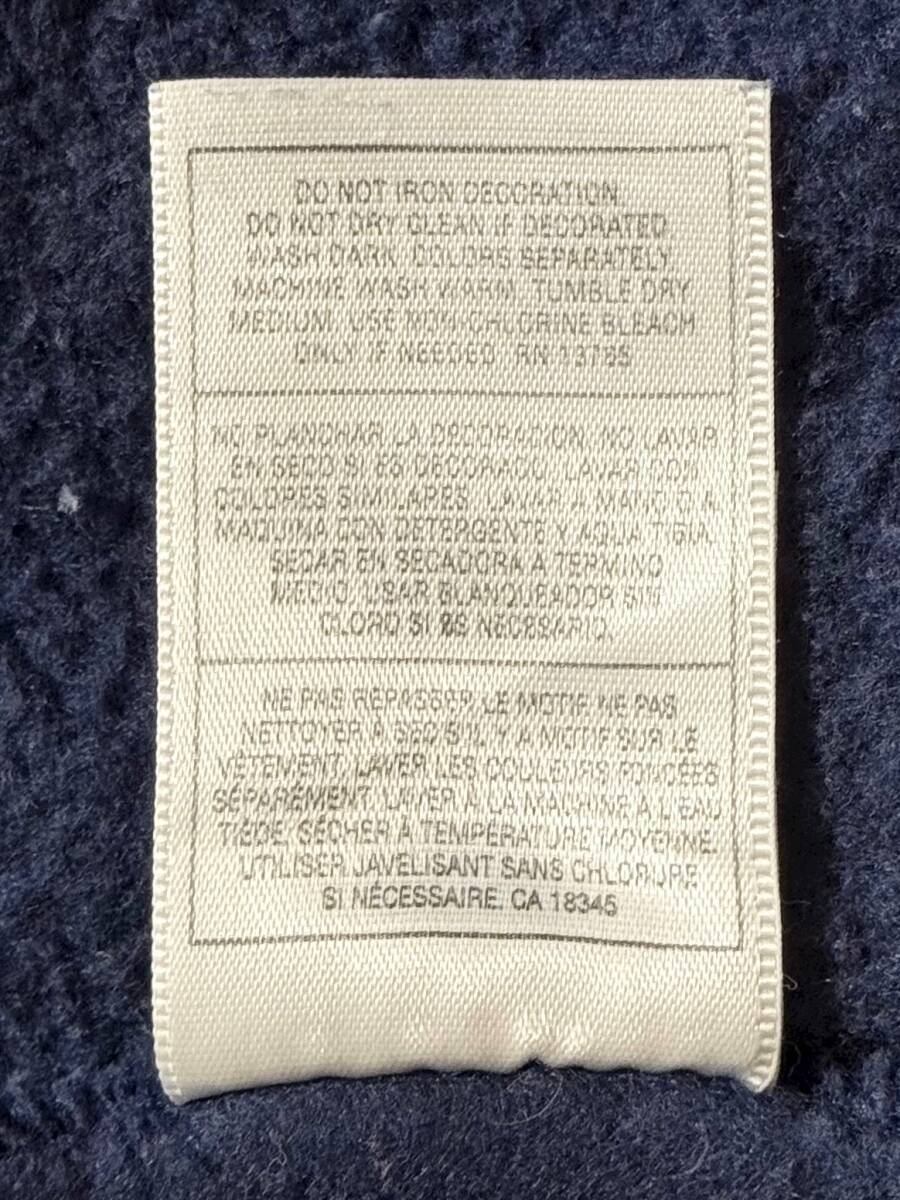 DO NOT IRON DECORATION
DO NOT DRY CLEAN IF DECORATED
WASH DARK COLORS SEPARATELY
MACHINE WASH WARM. TUMBLE DRY
MEDIUM. USE NON-CHLORINE BLEACH
ONLY IF NEEDED RN 13765
NO PLANCHAR LA DECORACION. NO LAVAR
EN SECO SI ES DECORADO. LAVAR CON
COLORES SIMILARES. LAVAR A MANO O A
MAQUINA CON DETERGENTE Y AQUA TIBIA.
SECAR EN SECADORA A TERMINO
MEDIO. USAR BLANQUEADOR SIN
CLORO SI ES NECESARIO.
NE PAS REPASSER LE MOTIF NE PAS
NETTOYER À SEC S'IL Y A MOTIF SUR LE
VÊTEMENT. LAVER LES COULEURS FONCÉES
SÉPARÉMENT. LAVER À LA MACHINE À L'EAU
TIÈDE. SÉCHER À TEMPÉRATURE MOYENNE.
UTILISER JAVELISANT SANS CHLORURE
SI NÉCESSAIRE. CA 18345